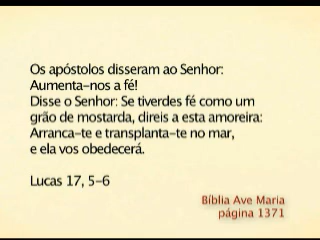 Os apóstolos disseram ao Senhor:
Aumenta-nos a fé!
Disse o Senhor: Se tiverdes fé como um
grão de mostarda, direis a esta amoreira:
Arranca-te e transplanta-te no mar,
e ela vos obedecerá.
Lucas 17, 5-6
Bíblia Ave Maria
página 1371